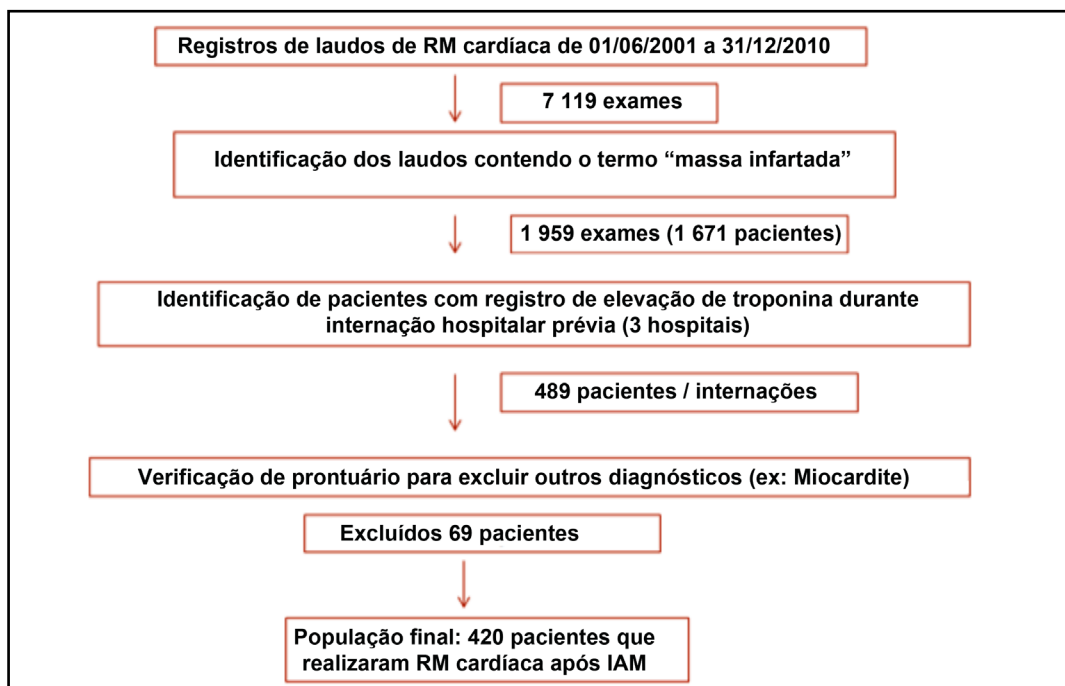 Registros de laudos de RM cardíaca de 01/06/2001 a 31/12/2010
7 119 exames
Identificação dos laudos contendo o termo “massa infartada”
1 959 exames (1 671 pacientes)
Identificação de pacientes com registro de elevação de troponina durante
internação hospitalar prévia (3 hospitais)
489 pacientes / internações
Verificação de prontuário para excluir outros diagnósticos (ex: Miocardite)
Excluídos 69 pacientes
População final: 420 pacientes que
realizaram RM cardíaca após IAM